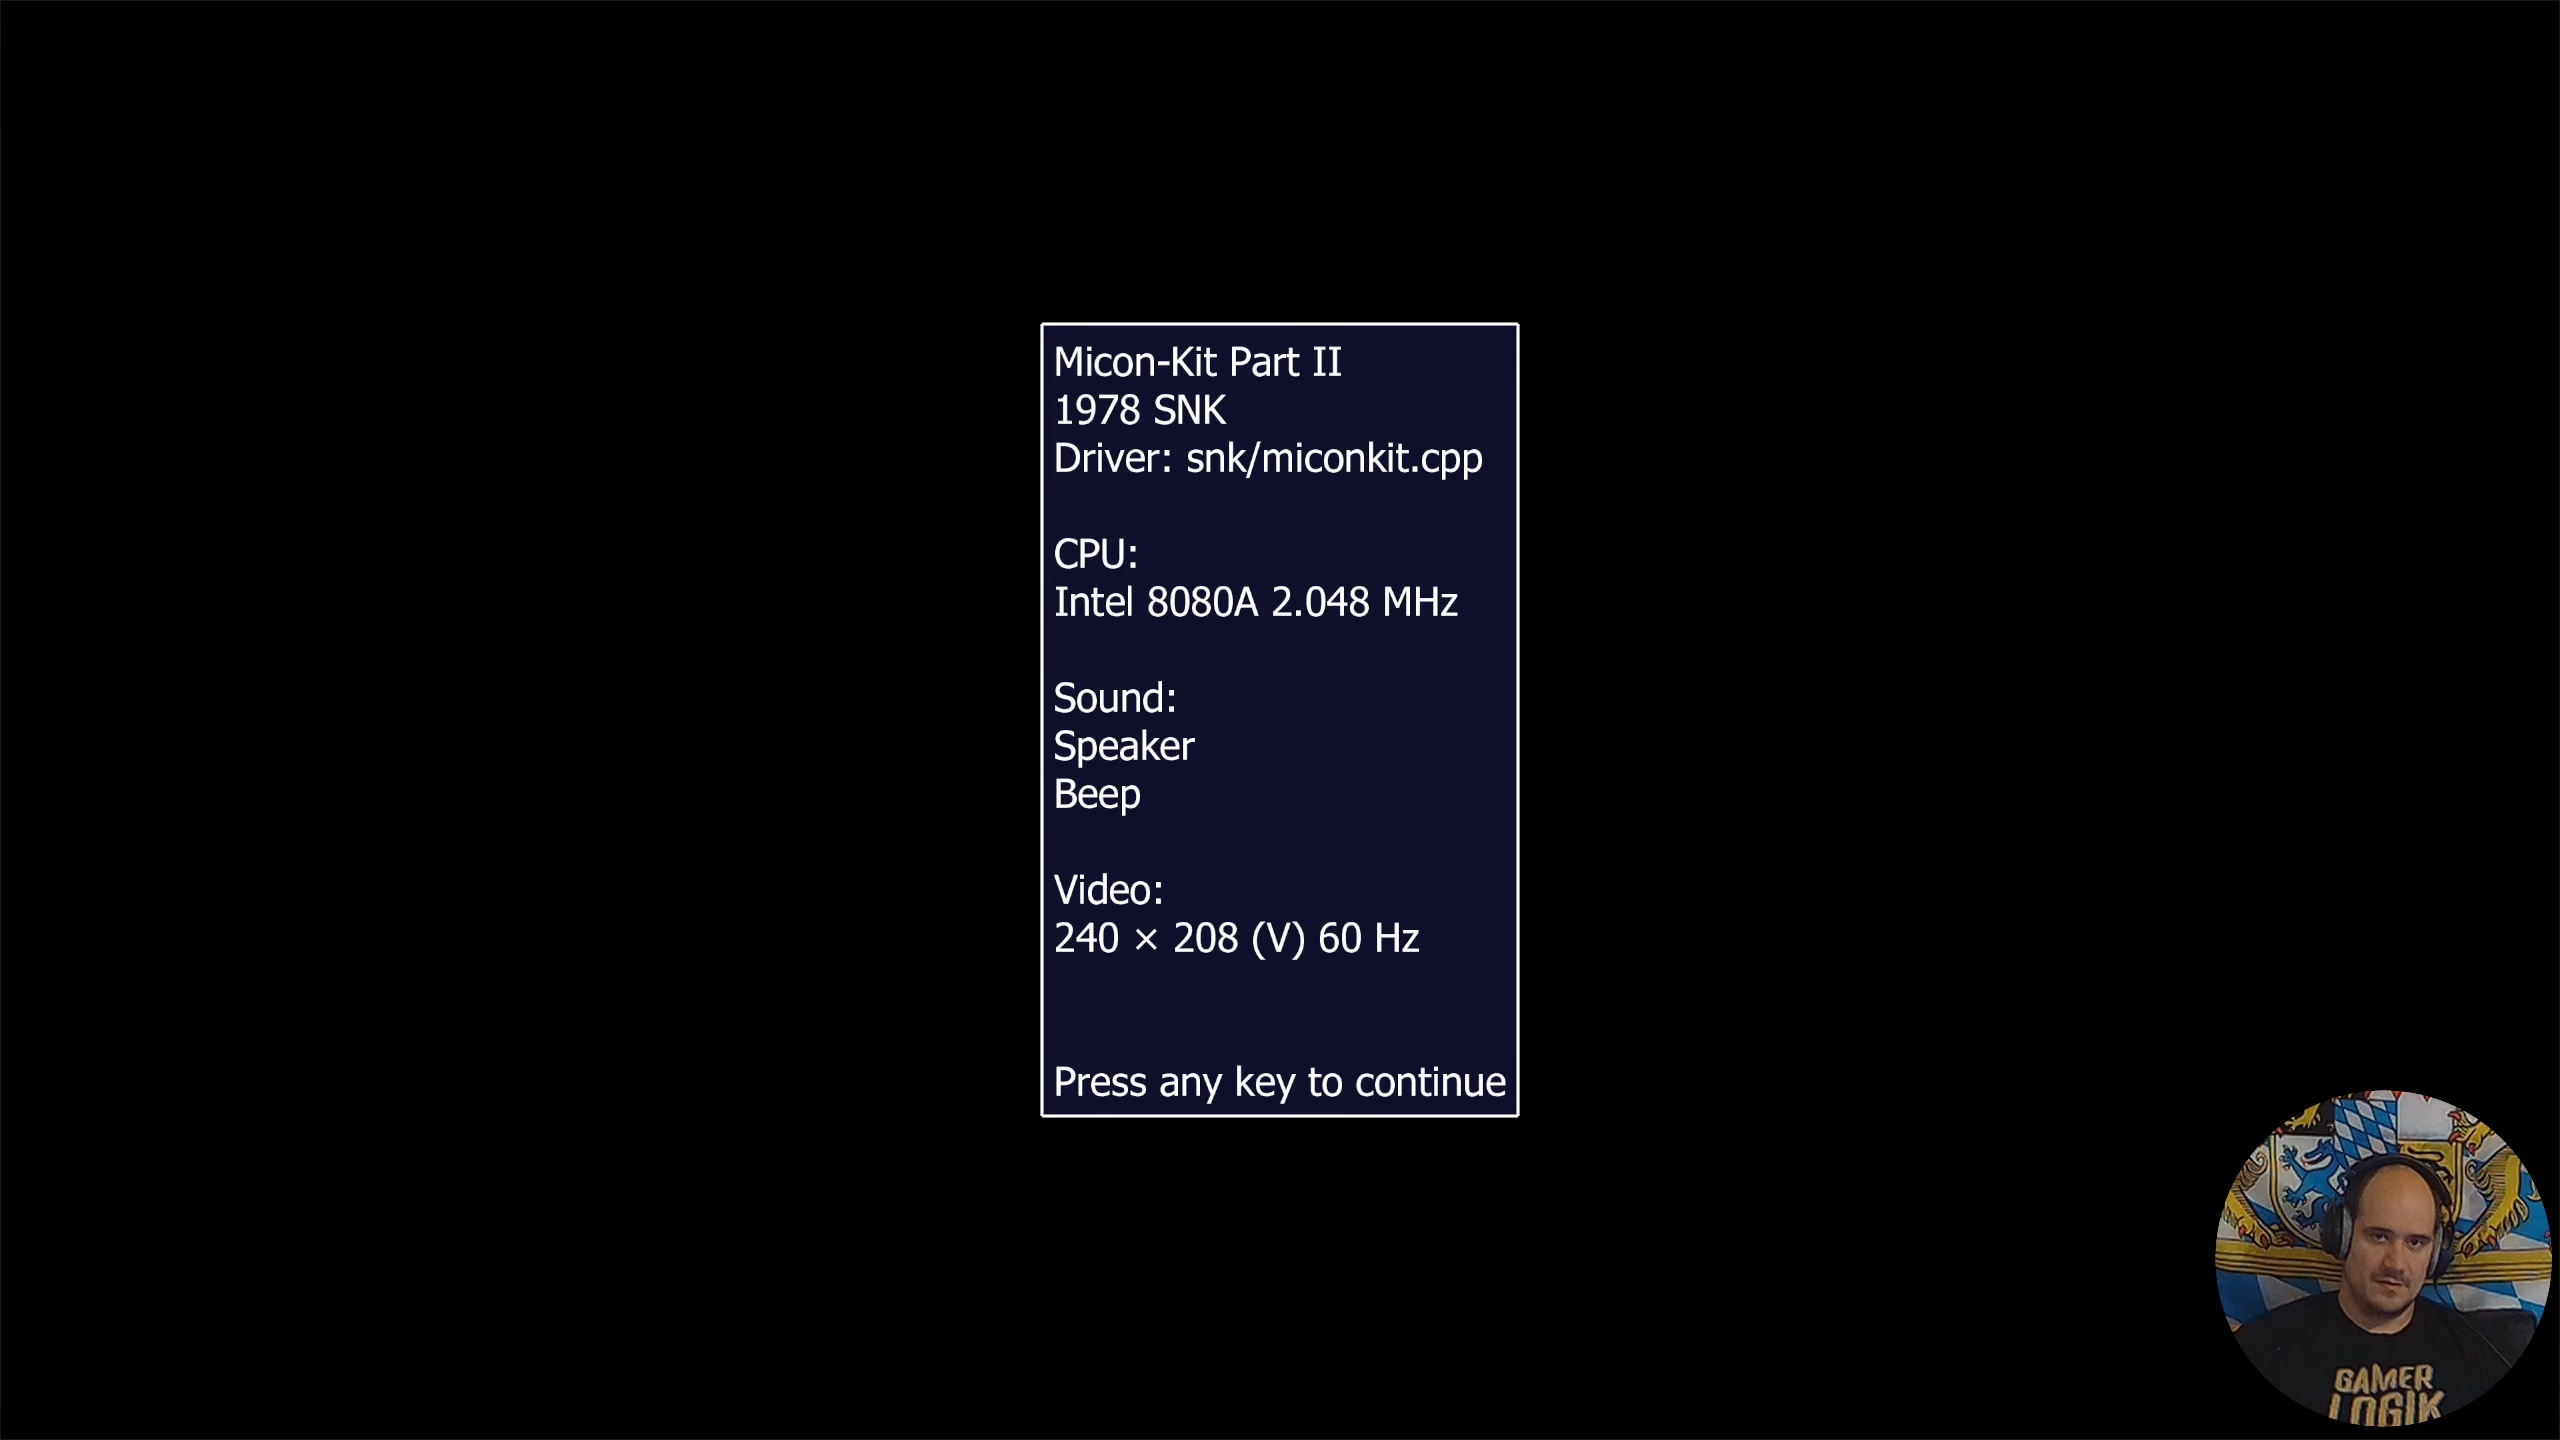 Micon-Kit Part II
1978 SNK
Driver: snk/miconkit.cpp
CPU:
Intel 8080A 2.048 MHz
Sound:
Speaker
Beep
Video:
240 × 208 (V) 60 Hz
Press any key to continue
GAMER
LOGIK